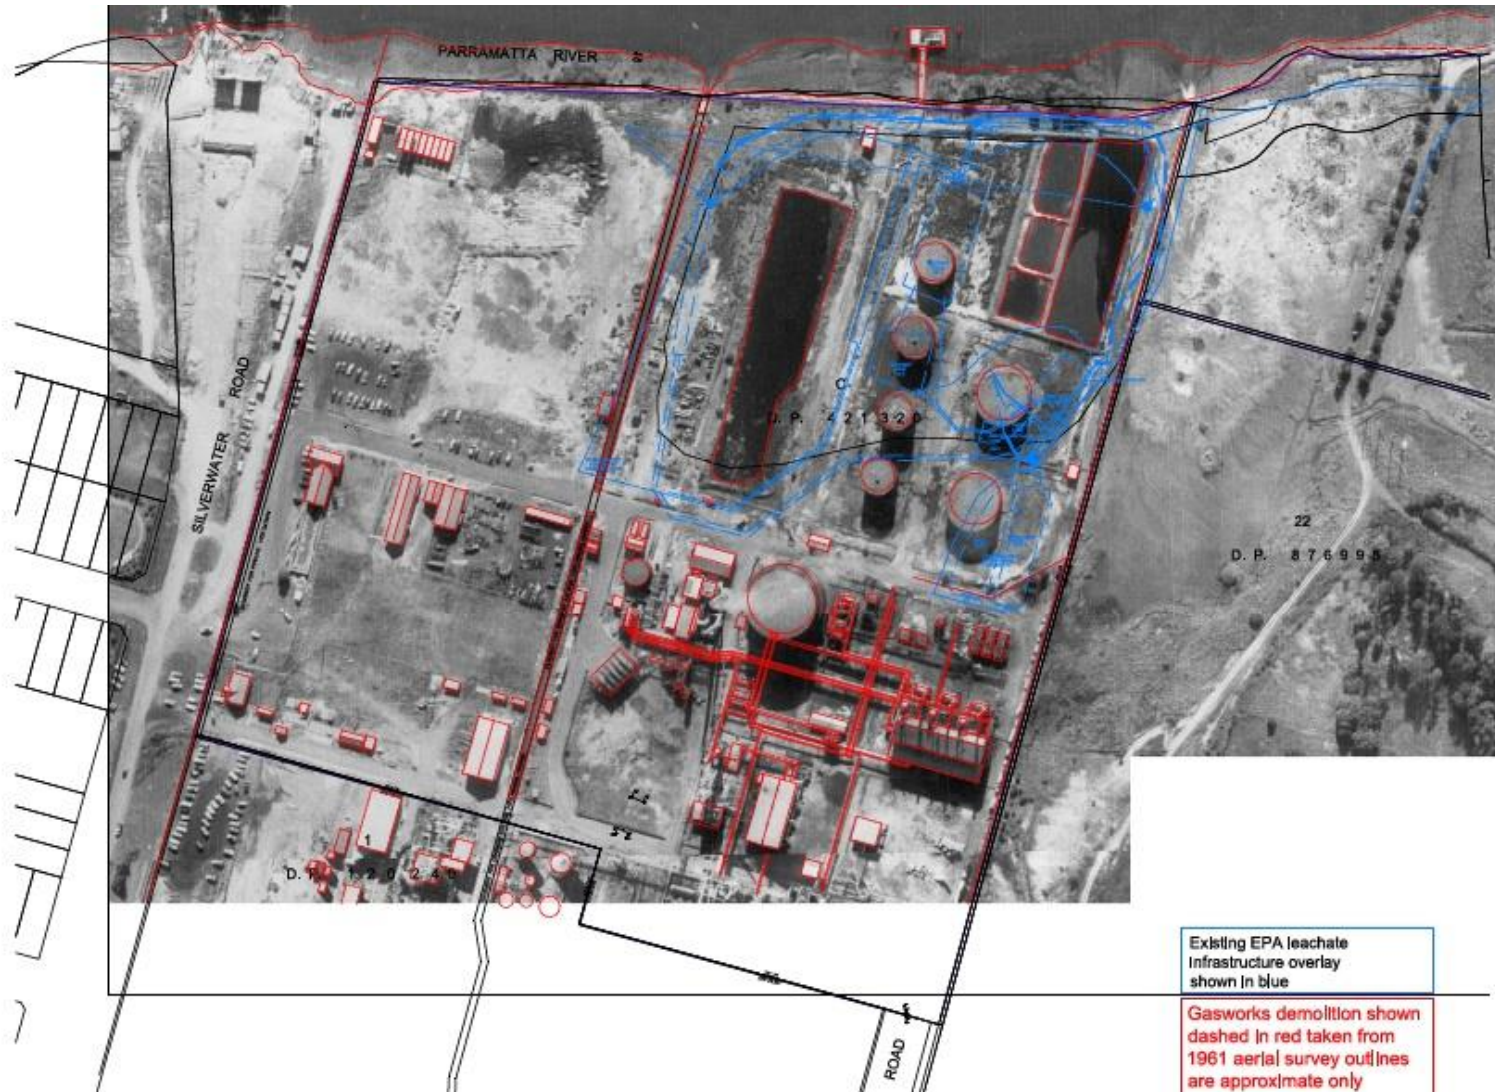 PARRAMATTA RIVER
SILVERWATER ROAD
C
D. P. 421320
22
D. P. 876995
1
D. P. 120240
ROAD
Existing EPA leachate
Infrastructure overlay
shown in blue
Gasworks demolition shown
dashed in red taken from
1961 aerial survey outlines
are approximate only